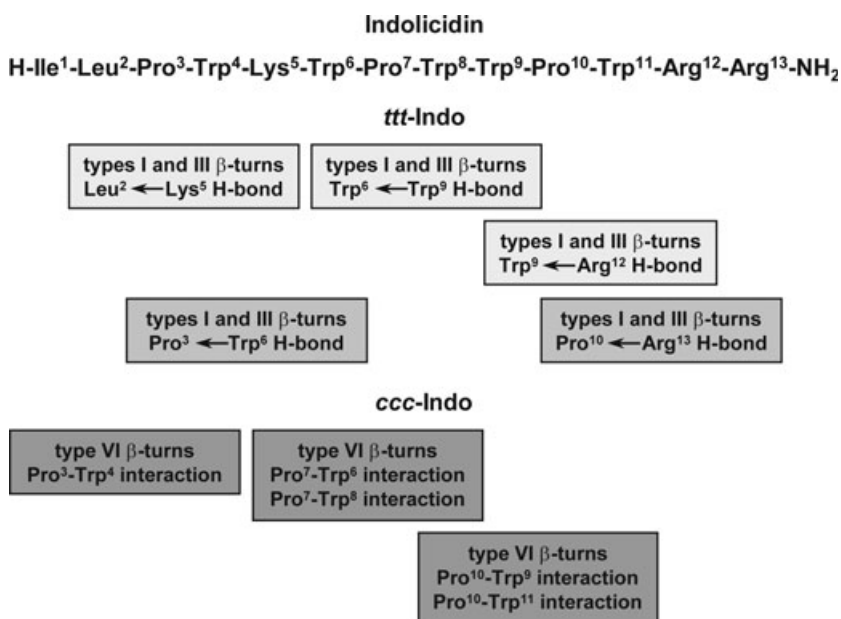 Indolicidin
H-Ile¹-Leu²-Pro³-Trp⁴-Lys⁵-Trp⁶-Pro⁷-Trp⁸-Trp⁹-Pro¹⁰-Trp¹¹-Arg¹²-Arg¹³-NH₂
ttt-Indo
types I and III β-turns
Leu² ←Lys⁵ H-bond
types I and III β-turns
Trp⁶ ←Trp⁹ H-bond
types I and III β-turns
Trp⁹ ←Arg¹² H-bond
types I and III β-turns
Pro³ ←Trp⁶ H-bond
types I and III β-turns
Pro¹⁰ ←Arg¹³ H-bond
ccc-Indo
type VI β-turns
Pro³-Trp⁴ interaction
type VI β-turns
Pro⁷-Trp⁶ interaction
Pro⁷-Trp⁸ interaction
type VI β-turns
Pro¹⁰-Trp⁹ interaction
Pro¹⁰-Trp¹¹ interaction